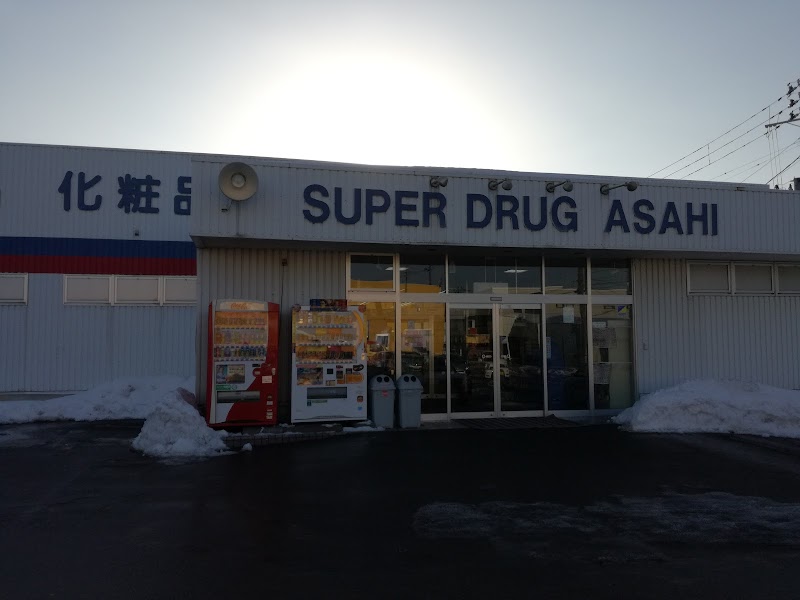 化粧品
SUPER DRUG ASAHI